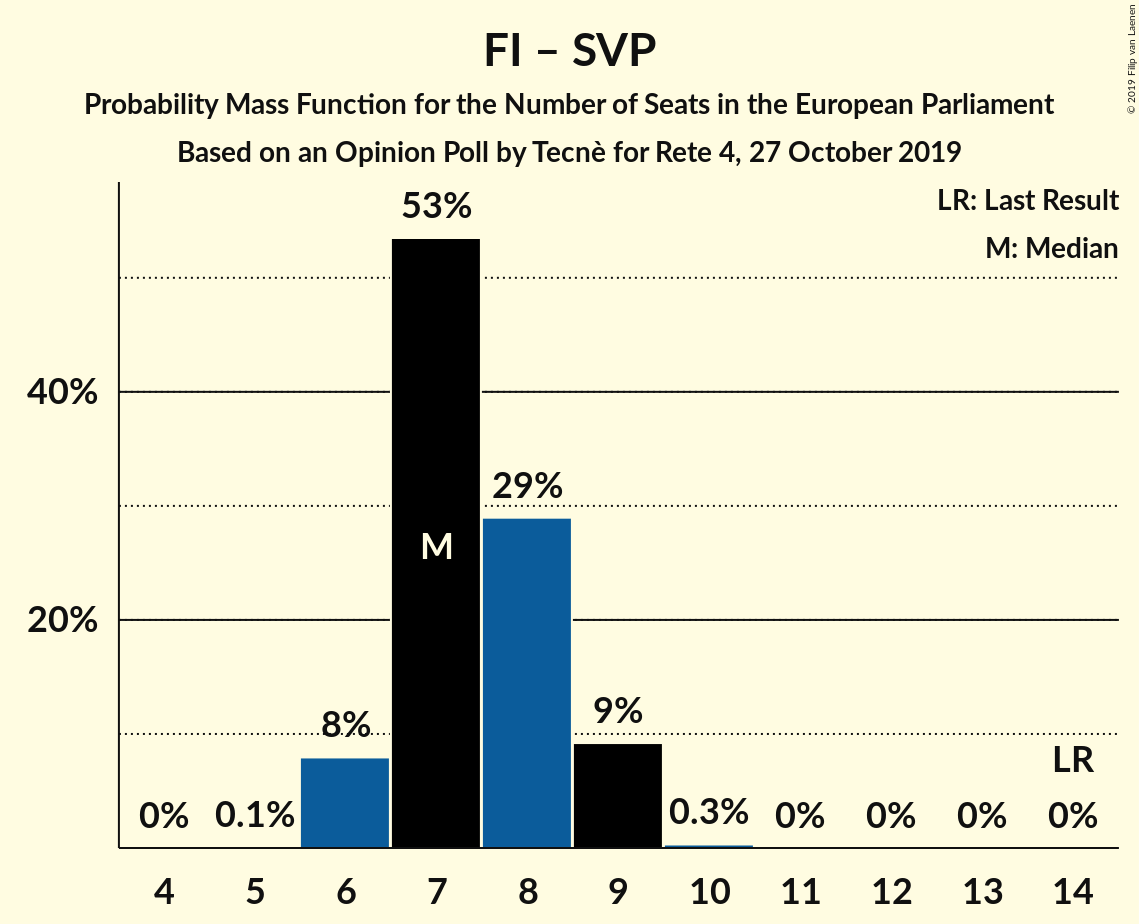 FI – SVP
Probability Mass Function for the Number of Seats in the European Parliament
Based on an Opinion Poll by Tecnè for Rete 4, 27 October 2019
© 2019 Filip van Laenen
LR: Last Result
M: Median
53%
40%
29%
M
20%
8%
9%
LR
0% 0.1% 0.3% 0% 0% 0% 0%
4 5 6 7 8 9 10 11 12 13 14